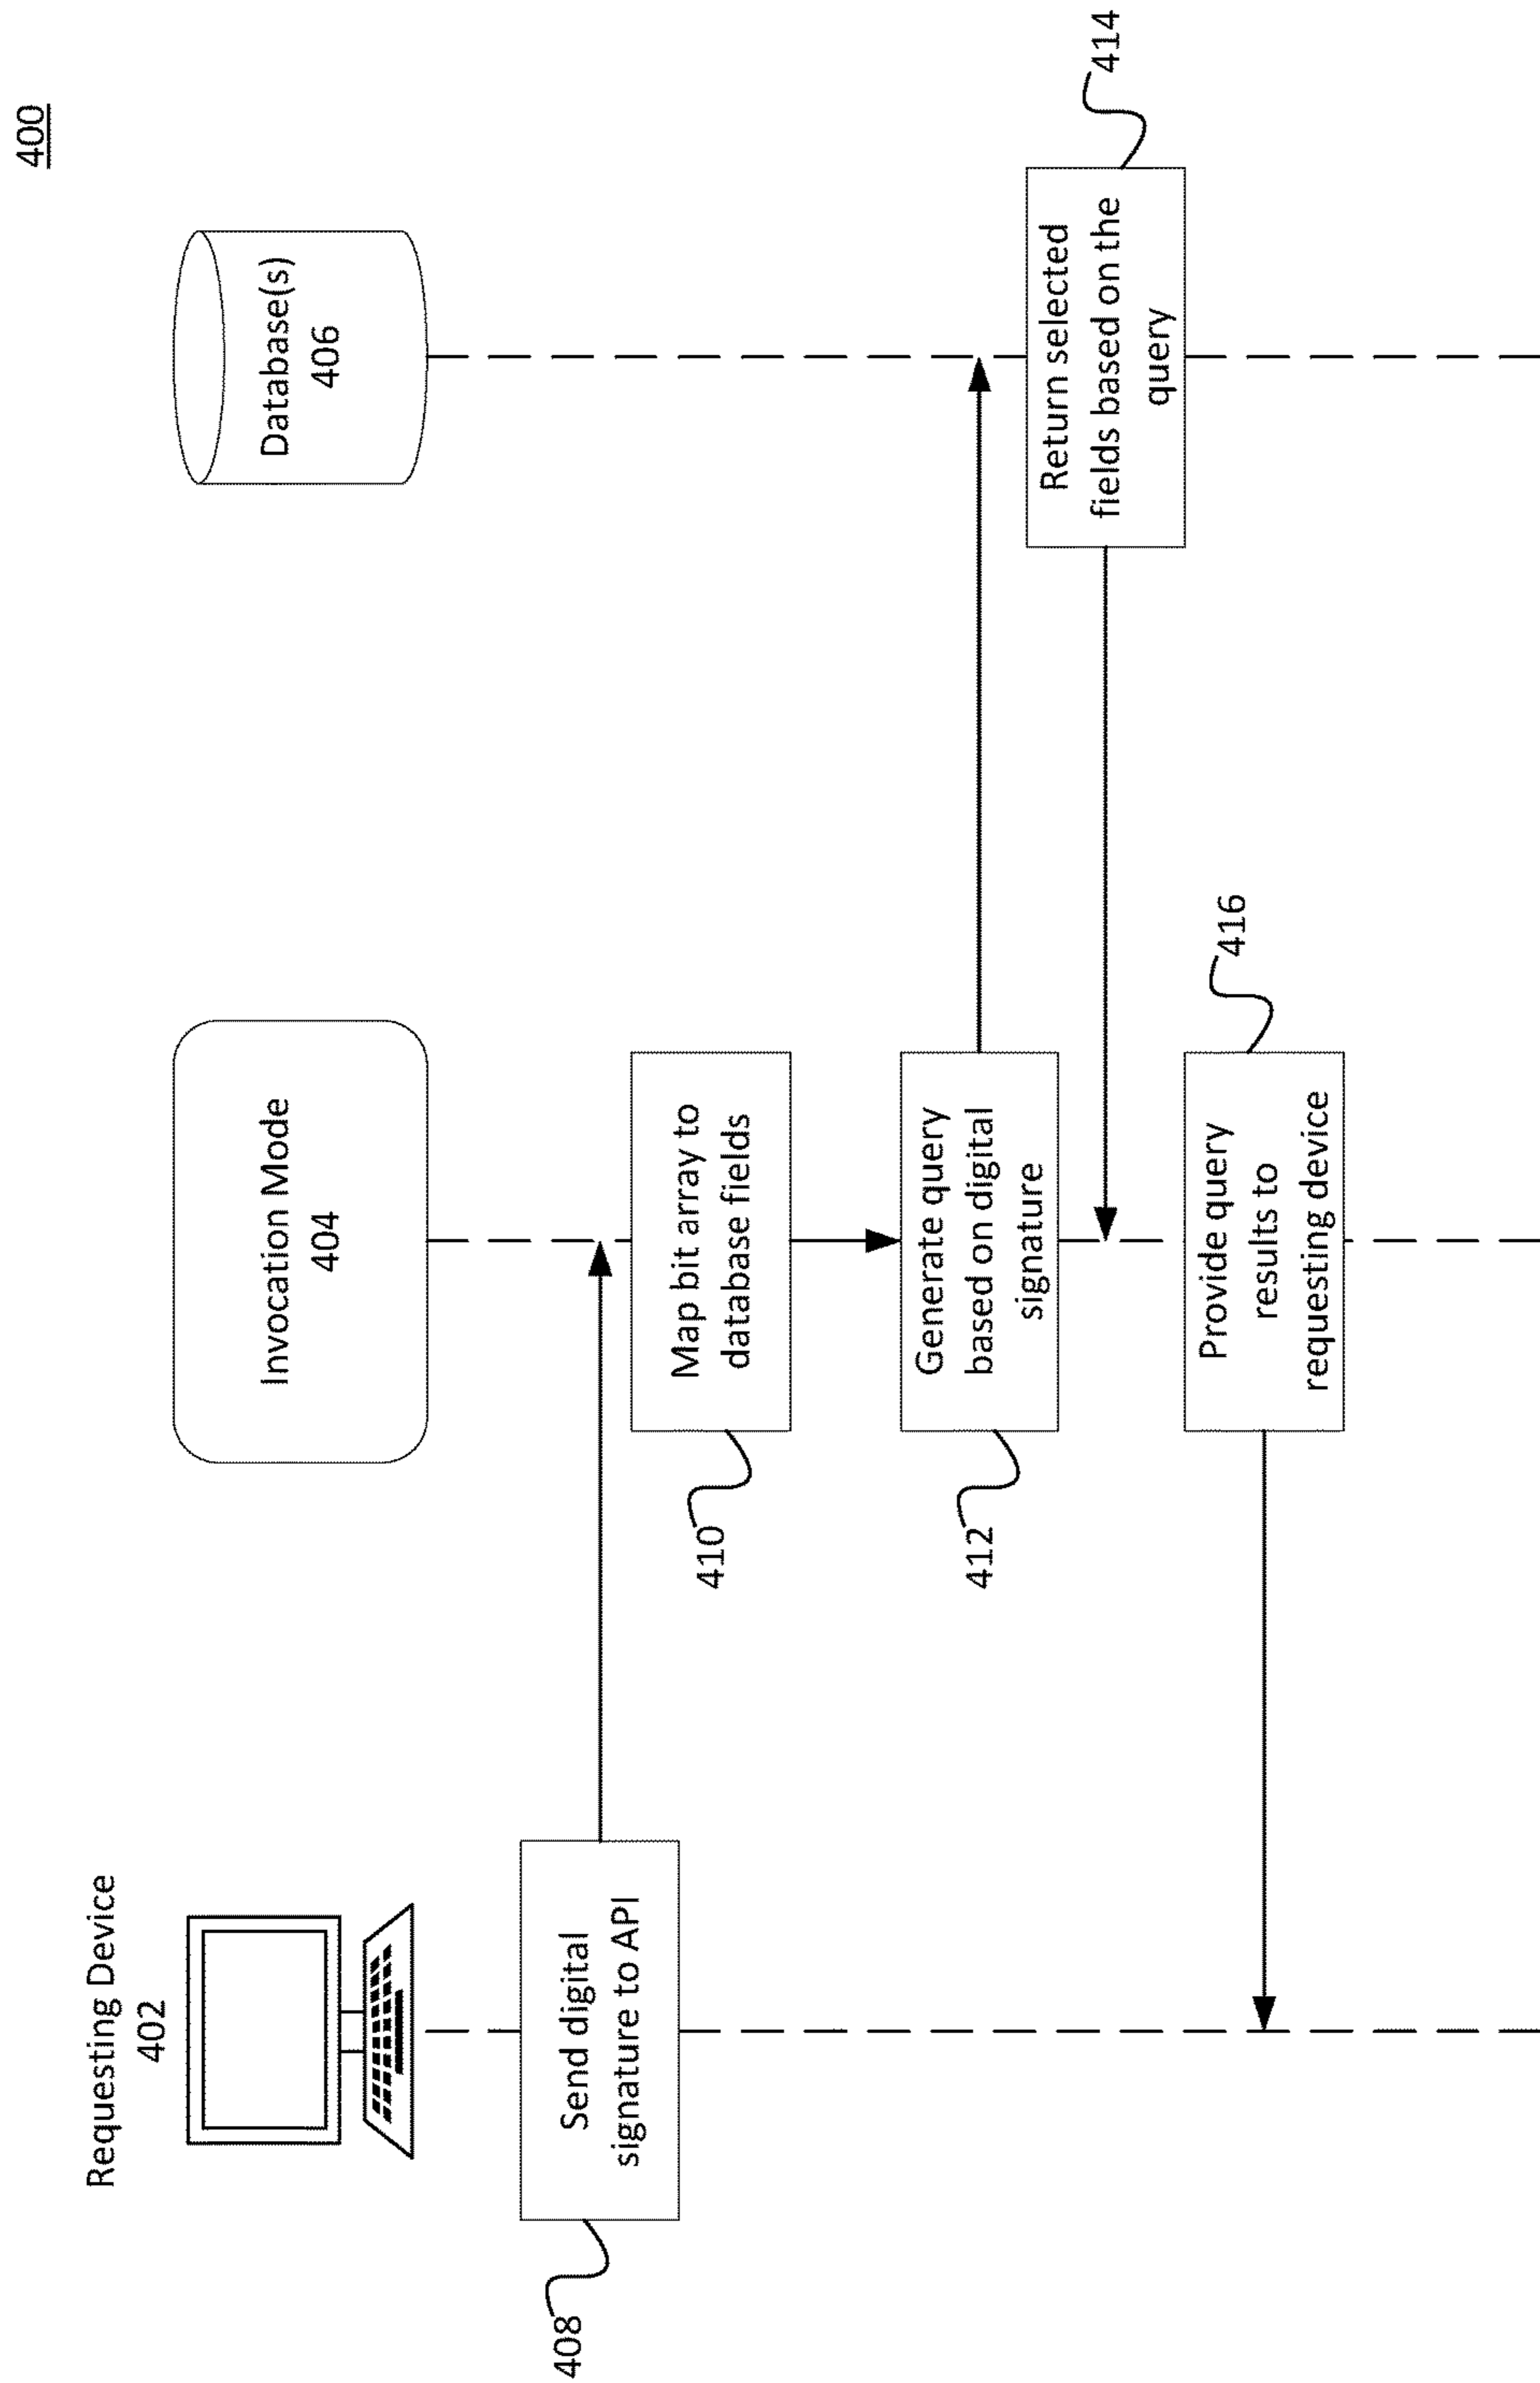 400
Requesting Device
402
Invocation Mode
404
Database(s)
406
Send digital
signature to API
408
Map bit array to
database fields
410
Generate query
based on digital
signature
412
Return selected
fields based on the
query
414
Provide query
results to
requesting device
416